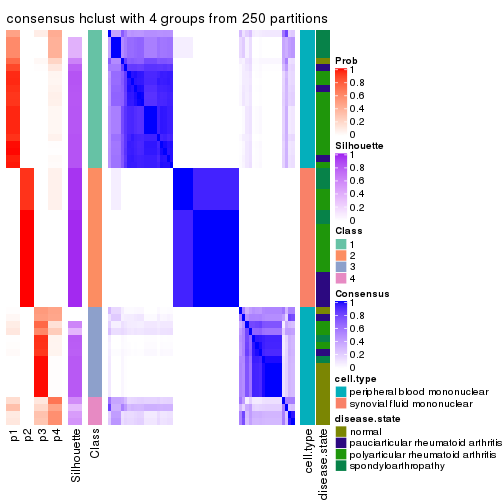 consensus hclust with 4 groups from 250 partitions
Prob
1
0.8
0.6
0.4
0.2
0
Silhouette
1
0.8
0.6
0.4
0.2
0
Class
1
2
3
4
Consensus
1
0.8
0.6
0.4
0.2
0
cell.type
peripheral blood mononuclear
synovial fluid mononuclear
disease.state
normal
pauciarticular rheumatoid arthritis
polyarticular rheumatoid arthritis
spondyloarthropathy
p1
p2
p3
p4
Silhouette
Class
cell.type
disease.state